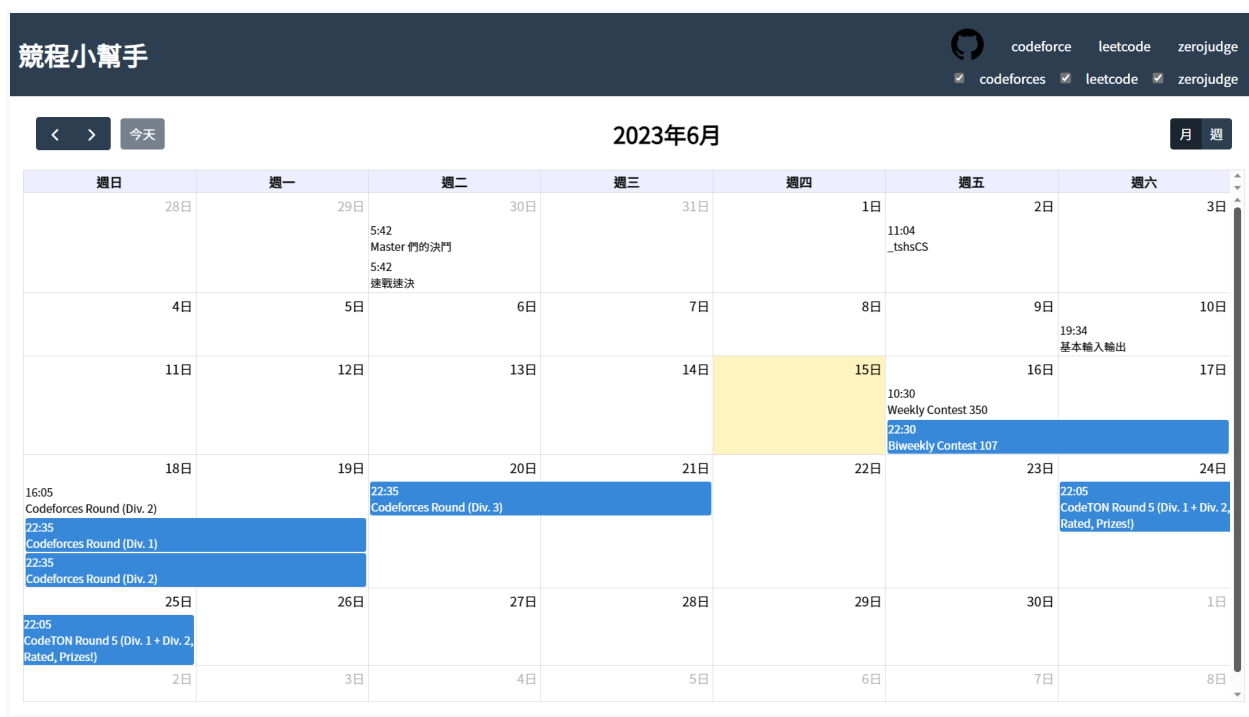 競程小幫手
codeforce leetcode zerojudge
codeforces leetcode zerojudge
今天
2023年6月
月 週
週日 週一 週二 週三 週四 週五 週六
28日 29日 30日 31日 1日 2日 3日
5:42
Master 們的決鬥
5:42
速戰速決
11:04
_tshsCS
4日 5日 6日 7日 8日 9日 10日
19:34
基本輸入輸出
11日 12日 13日 14日 15日 16日 17日
10:30
Weekly Contest 350
22:30
Biweekly Contest 107
18日 19日 20日 21日 22日 23日 24日
16:05
Codeforces Round (Div. 2)
22:35
Codeforces Round (Div. 1)
22:35
Codeforces Round (Div. 2)
22:35
Codeforces Round (Div. 3)
22:05
CodeTON Round 5 (Div. 1 + Div. 2,
Rated, Prizes!)
25日 26日 27日 28日 29日 30日 1日
22:05
CodeTON Round 5 (Div. 1 + Div. 2,
Rated, Prizes!)
2日 3日 4日 5日 6日 7日 8日